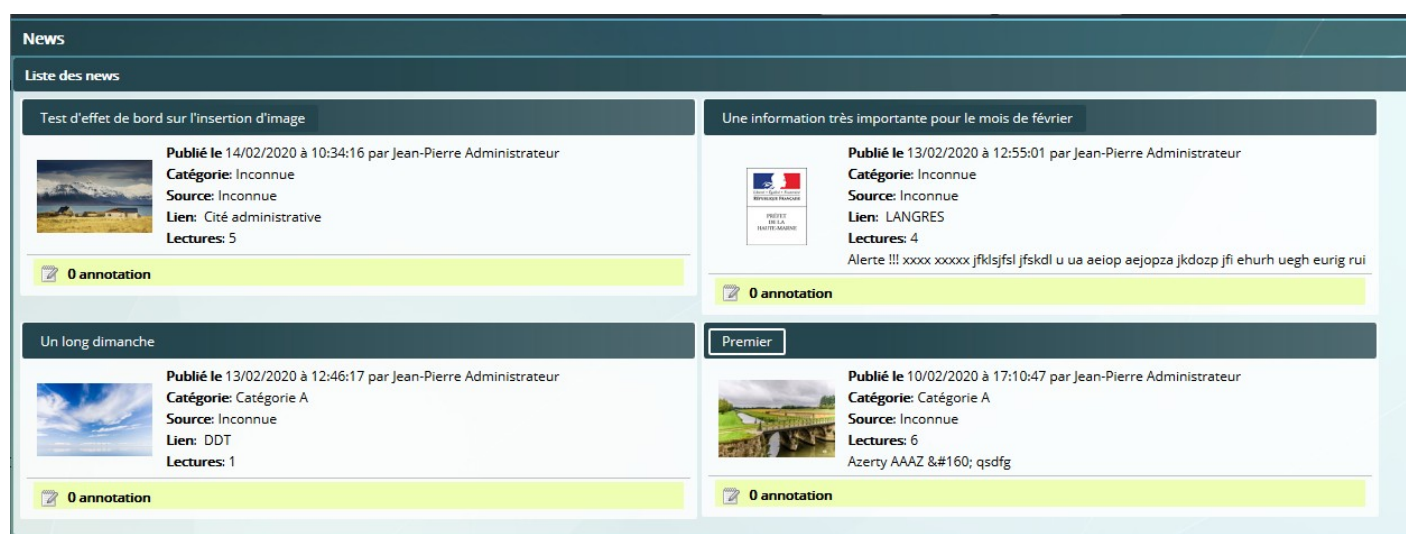 News
Liste des news
Test d'effet de bord sur l'insertion d'image
Publié le 14/02/2020 à 10:34:16 par Jean-Pierre Administrateur
Catégorie: Inconnue
Source: Inconnue
Lien: Cité administrative
Lectures: 5
0 annotation
Une information très importante pour le mois de février
PRÉFET
DE LA
HAUTE-MARNE
Publié le 13/02/2020 à 12:55:01 par Jean-Pierre Administrateur
Catégorie: Inconnue
Source: Inconnue
Lien: LANGRES
Lectures: 4
Alerte !!! xxxx xxxxx jfklsjfsl jfskdl u ua aeiop aejopza jkdozp jfi ehurh uegh eurig rui
0 annotation
Un long dimanche
Publié le 13/02/2020 à 12:46:17 par Jean-Pierre Administrateur
Catégorie: Catégorie A
Source: Inconnue
Lien: DDT
Lectures: 1
0 annotation
Premier
Publié le 10/02/2020 à 17:10:47 par Jean-Pierre Administrateur
Catégorie: Catégorie A
Source: Inconnue
Lectures: 6
Azerty AAAZ &#160; qsdfg
0 annotation